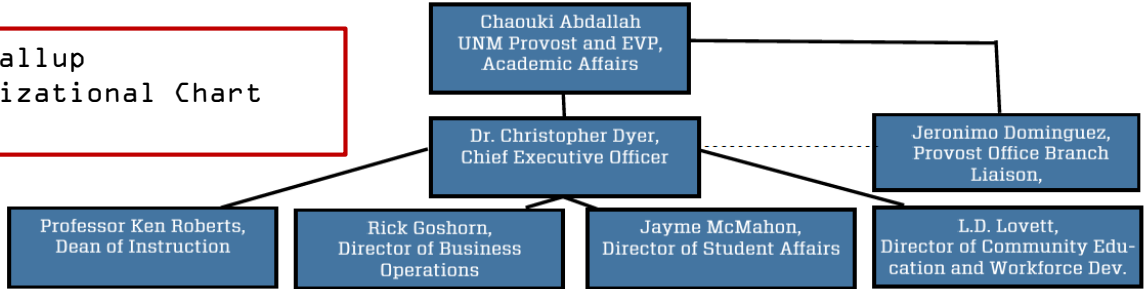 allup
izational Chart
Chaouki Abdallah
UNM Provost and EVP,
Academic Affairs
Dr. Christopher Dyer,
Chief Executive Officer
Jeronimo Dominguez,
Provost Office Branch
Liaison,
Professor Ken Roberts,
Dean of Instruction
Rick Goshorn,
Director of Business
Operations
Jayme McMahon,
Director of Student Affairs
L.D. Lovett,
Director of Community Edu-
cation and Workforce Dev.